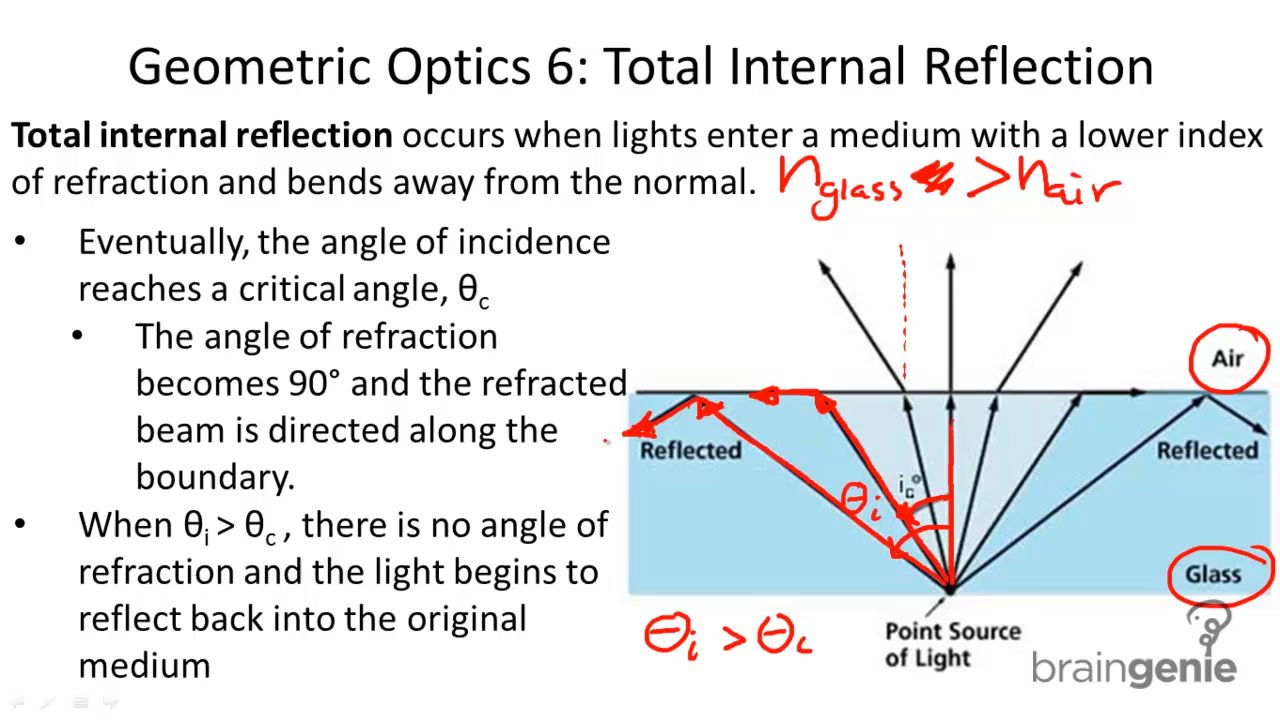 Geometric Optics 6: Total Internal Reflection
Total internal reflection occurs when lights enter a medium with a lower index
of refraction and bends away from the normal.
n glass > n air
• Eventually, the angle of incidence
reaches a critical angle, θc
• The angle of refraction
becomes 90° and the refracted
beam is directed along the
boundary.
• When θi > θc , there is no angle of
refraction and the light begins to
reflect back into the original
medium
Air
Reflected
Reflected
ic°
θi
Glass
θi > θc
Point Source
of Light
braingenie